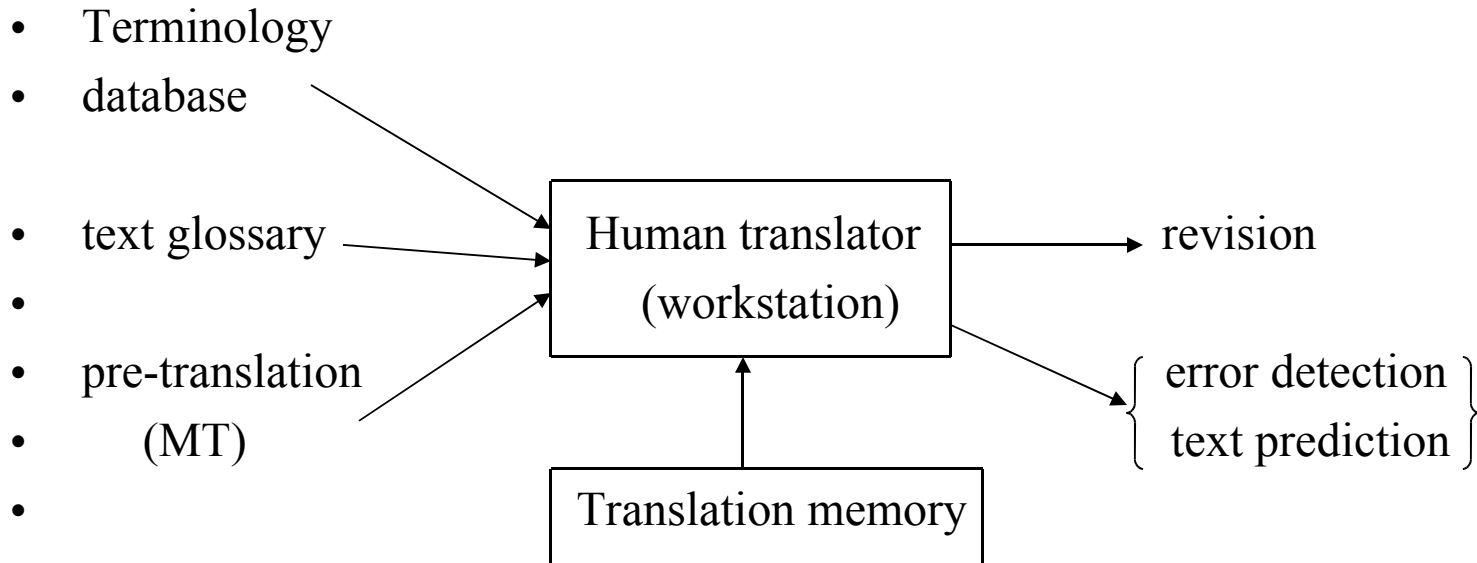 • Terminology
• database
• text glossary
Human translator
revision
•
(workstation)
• pre-translation
error detection
• (MT)
text prediction
•
Translation memory